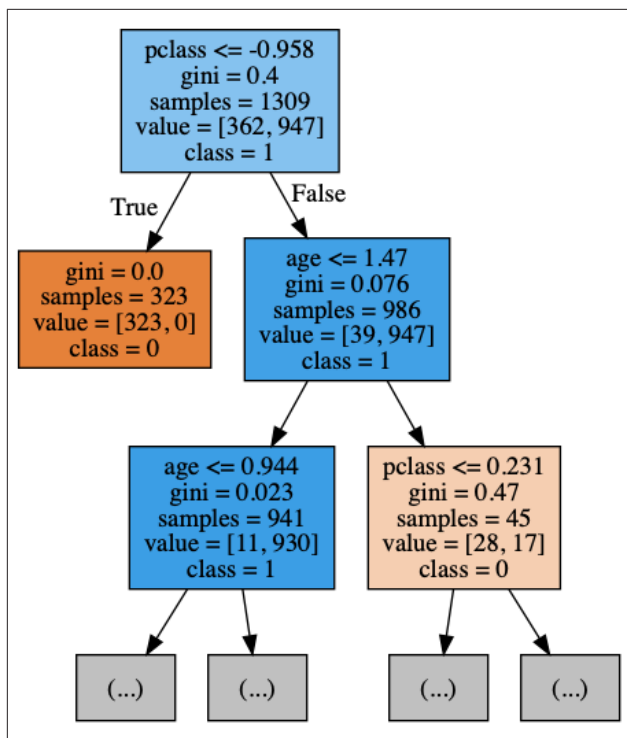 pclass <= -0.958
gini = 0.4
samples = 1309
value = [362, 947]
class = 1
True
False
gini = 0.0
samples = 323
value = [323, 0]
class = 0
age <= 1.47
gini = 0.076
samples = 986
value = [39, 947]
class = 1
age <= 0.944
gini = 0.023
samples = 941
value = [11, 930]
class = 1
pclass <= 0.231
gini = 0.47
samples = 45
value = [28, 17]
class = 0
(...)
(...)
(...)
(...)